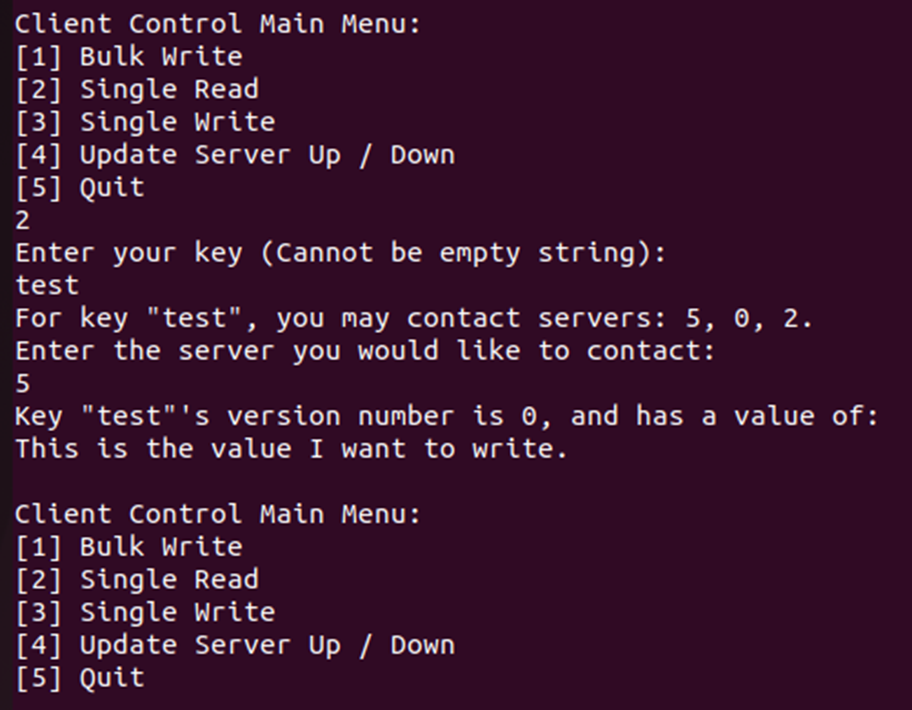 Client Control Main Menu:
[1] Bulk Write
[2] Single Read
[3] Single Write
[4] Update Server Up / Down
[5] Quit
2
Enter your key (Cannot be empty string):
test
For key "test", you may contact servers: 5, 0, 2.
Enter the server you would like to contact:
5
Key "test"'s version number is 0, and has a value of:
This is the value I want to write.
Client Control Main Menu:
[1] Bulk Write
[2] Single Read
[3] Single Write
[4] Update Server Up / Down
[5] Quit